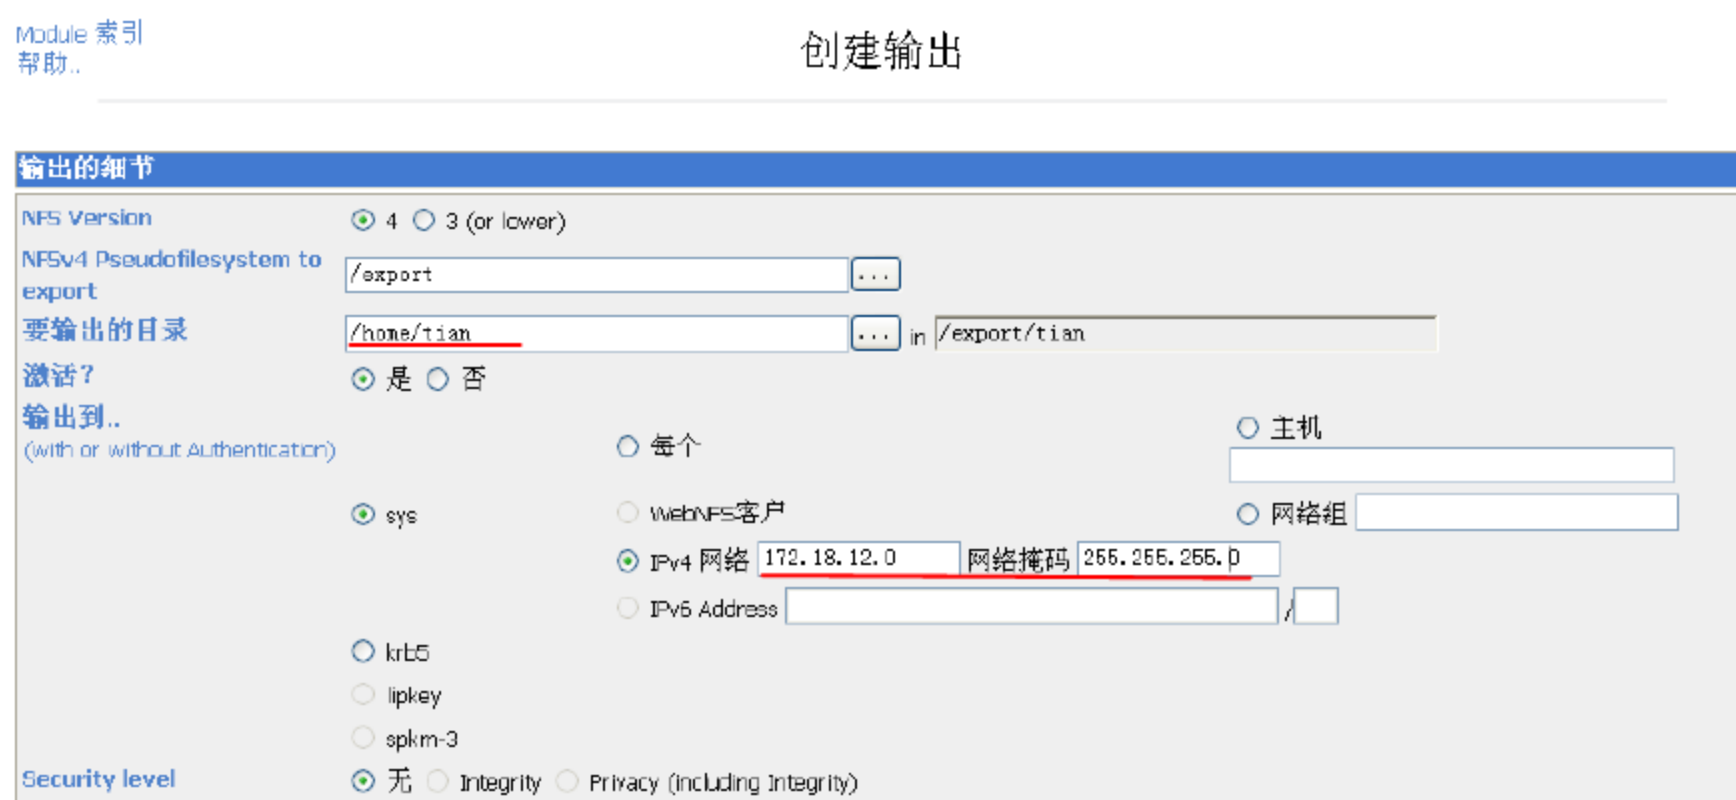 Module 索引
帮助..
创建输出
输出的细节
NFS Version 4 3 (or lower)
NFSv4 Pseudofilesystem to export /export ...
要输出的目录 /home/tian ... in /export/tian
激活? 是 否
输出到..
(with or without Authentication)
每个 主机
sys WebNFS客户 网络组
IPv4 网络 172.18.12.0 网络掩码 255.255.255.0
IPv6 Address /
krb5
lipkey
spkm-3
Security level 无 Integrity Privacy (including Integrity)